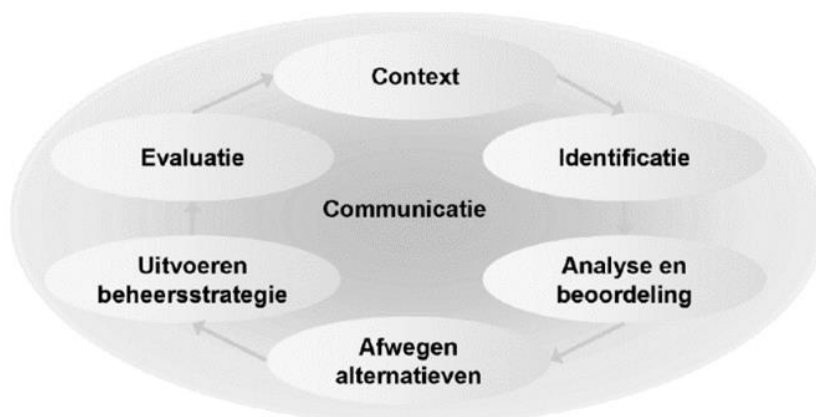 Context
Evaluatie
Identificatie
Communicatie
Uitvoeren
beheersstrategie
Analyse en
beoordeling
Afwegen
alternatieven